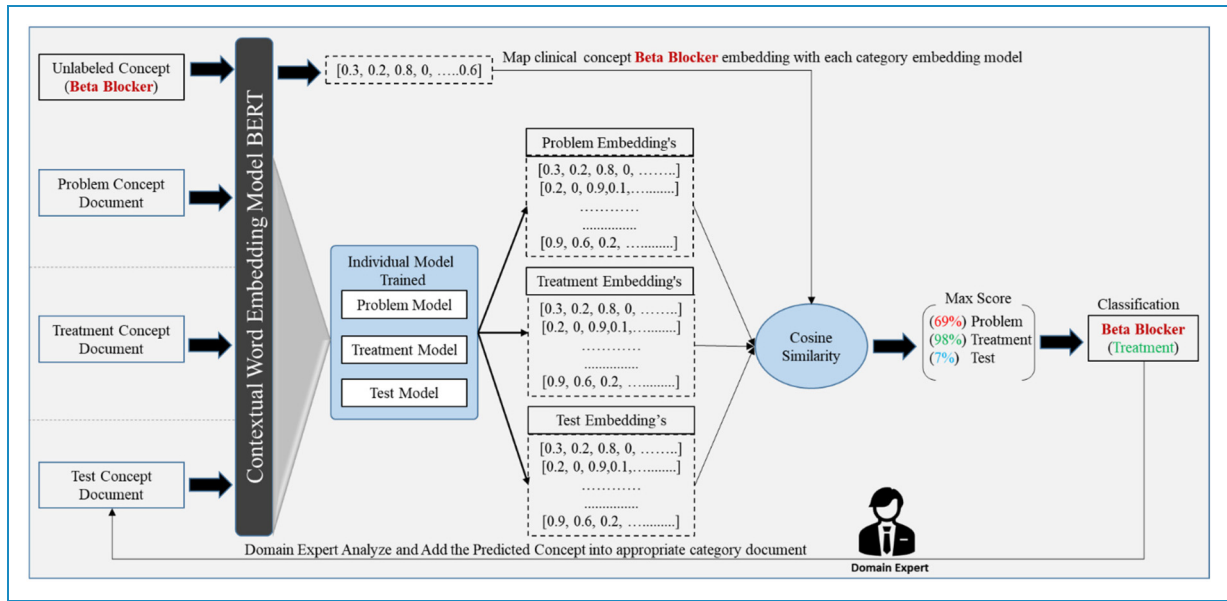 Unlabeled Concept
(Beta Blocker)
[0.3, 0.2, 0.8, 0, …..0.6]
Map clinical concept Beta Blocker embedding with each category embedding model
Contextual Word Embedding Model BERT
Problem Concept
Document
Treatment Concept
Document
Test Concept
Document
Individual Model
Trained
Problem Model
Treatment Model
Test Model
Problem Embedding's
[0.3, 0.2, 0.8, 0, ……..]
[0.2, 0, 0.9,0.1,….........]
…………
...............
[0.9, 0.6, 0.2, ….........]
Treatment Embedding's
[0.3, 0.2, 0.8, 0, ……..]
[0.2, 0, 0.9,0.1,….........]
…………
...............
[0.9, 0.6, 0.2, ….........]
Test Embedding’s
[0.3, 0.2, 0.8, 0, ……..]
[0.2, 0, 0.9,0.1,….........]
…………
...............
[0.9, 0.6, 0.2, ….........]
Cosine
Similarity
Max Score
(69%) Problem
(98%) Treatment
(7%) Test
Classification
Beta Blocker
(Treatment)
Domain Expert Analyze and Add the Predicted Concept into appropriate category document
Domain Expert